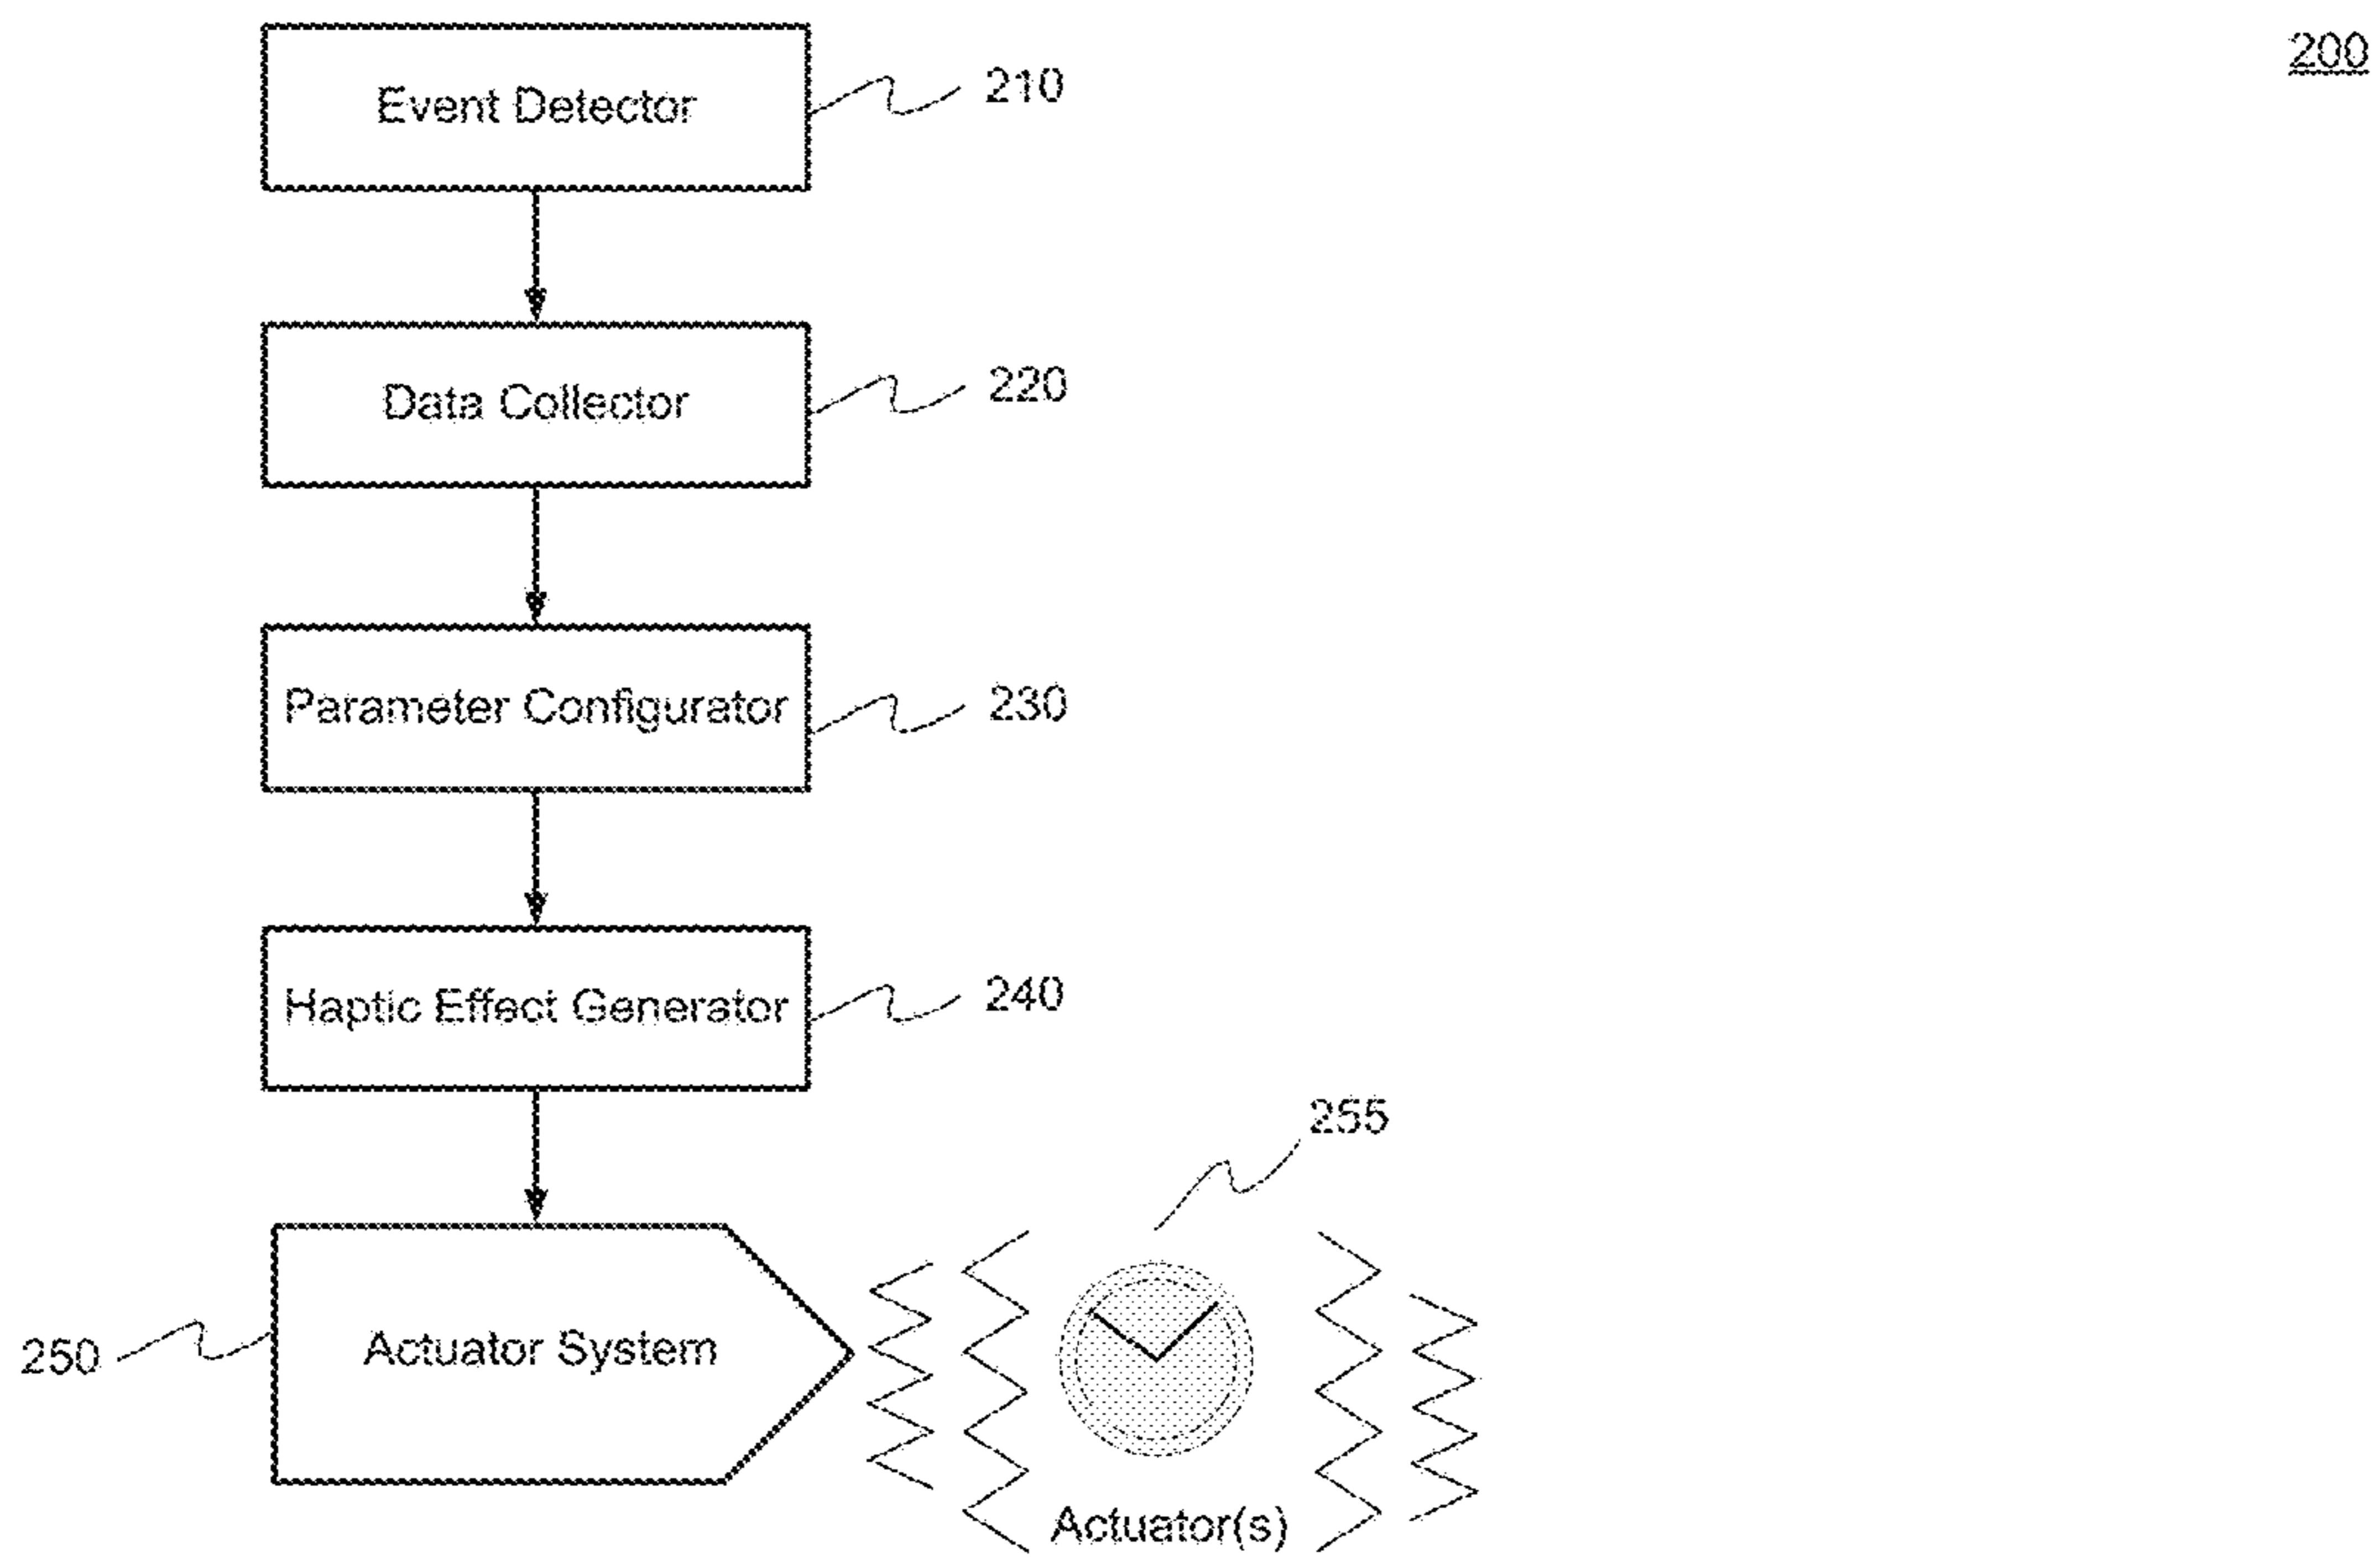 200
Event Detector
210
Data Collector
220
Parameter Configurator
230
Haptic Effect Generator
240
255
250
Actuator System
Actuator(s)